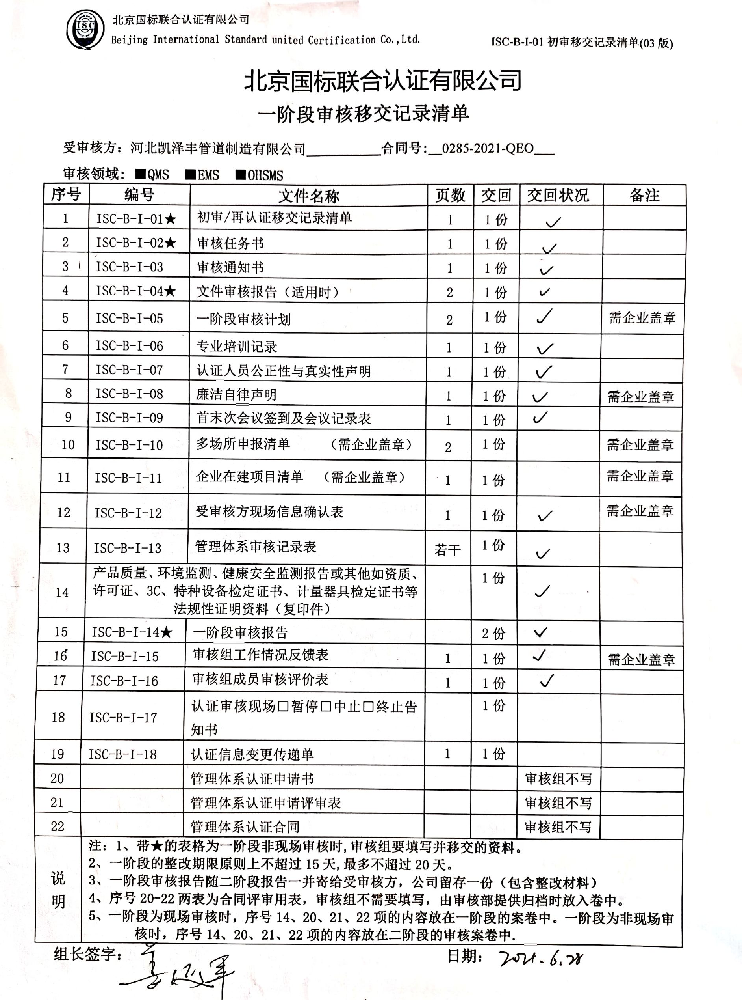 ISC
北京国标联合认证有限公司
Beijing International Standard united Certification Co.,Ltd.
ISC-B-I-01 初审移交记录清单(03 版)
北京国标联合认证有限公司
一阶段审核移交记录清单
受审核方：河北凯泽丰管道制造有限公司 合同号：0285-2021-QEO
审核领域：■QMS ■EMS ■OHSMS
序号 编号 文件名称 页数 交回 交回状况 备注
1 ISC-B-I-01★ 初审/再认证移交记录清单 1 1 份 ✓
2 ISC-B-I-02★ 审核任务书 1 1 份 ✓
3 ISC-B-I-03 审核通知书 1 1 份 ✓
4 ISC-B-I-04★ 文件审核报告（适用时） 2 1 份 ✓
5 ISC-B-I-05 一阶段审核计划 2 1 份 ✓ 需企业盖章
6 ISC-B-I-06 专业培训记录 1 1 份 ✓
7 ISC-B-I-07 认证人员公正性与真实性声明 1 1 份 ✓
8 ISC-B-I-08 廉洁自律声明 1 1 份 ✓ 需企业盖章
9 ISC-B-I-09 首末次会议签到及会议记录表 1 1 份 ✓
10 ISC-B-I-10 多场所申报清单 （需企业盖章） 2 1 份 需企业盖章
11 ISC-B-I-11 企业在建项目清单 （需企业盖章） 1 1 份 需企业盖章
12 ISC-B-I-12 受审核方现场信息确认表 1 1 份 ✓ 需企业盖章
13 ISC-B-I-13 管理体系审核记录表 若干 1 份 ✓
产品质量、环境监测、健康安全监测报告或其他如资质、
14 许可证、3C、特种设备检定证书、计量器具检定证书等 1 份 ✓
法规性证明资料（复印件）
15 ISC-B-I-14★ 一阶段审核报告 2 份 ✓
16 ISC-B-I-15 审核组工作情况反馈表 1 1 份 ✓ 需企业盖章
17 ISC-B-I-16 审核组成员审核评价表 1 1 份 ✓
18 ISC-B-I-17 认证审核现场□暂停□中止□终止告 1 份
知书
19 ISC-B-I-18 认证信息变更传递单 1 1 份
20 管理体系认证申请书 审核组不写
21 管理体系认证申请评审表 审核组不写
22 管理体系认证合同 审核组不写
说明
注：1、带★的表格为一阶段非现场审核时,审核组要填写并移交的资料。
2、一阶段的整改期限原则上不超过 15 天,最多不超过 20 天。
3、一阶段审核报告随二阶段报告一并寄给受审核方，公司留存一份（包含整改材料）
4、序号 20-22 两表为合同评审用表，审核组不需要填写，由审核部提供归档时放入卷中。
5、一阶段为现场审核时，序号 14、20、21、22 项的内容放在一阶段的案卷中。一阶段为非现场审
核时，序号 14、20、21、22 项的内容放在二阶段的审核案卷中.
组长签字： 日期：2021.6.28